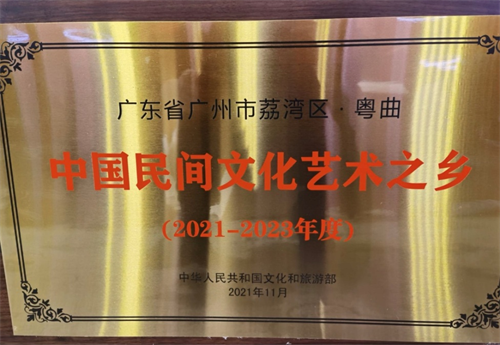 广东省广州市荔湾区·粤曲
中国民间文化艺术之乡
(2021-2023年度)
中华人民共和国文化和旅游部
2021年11月